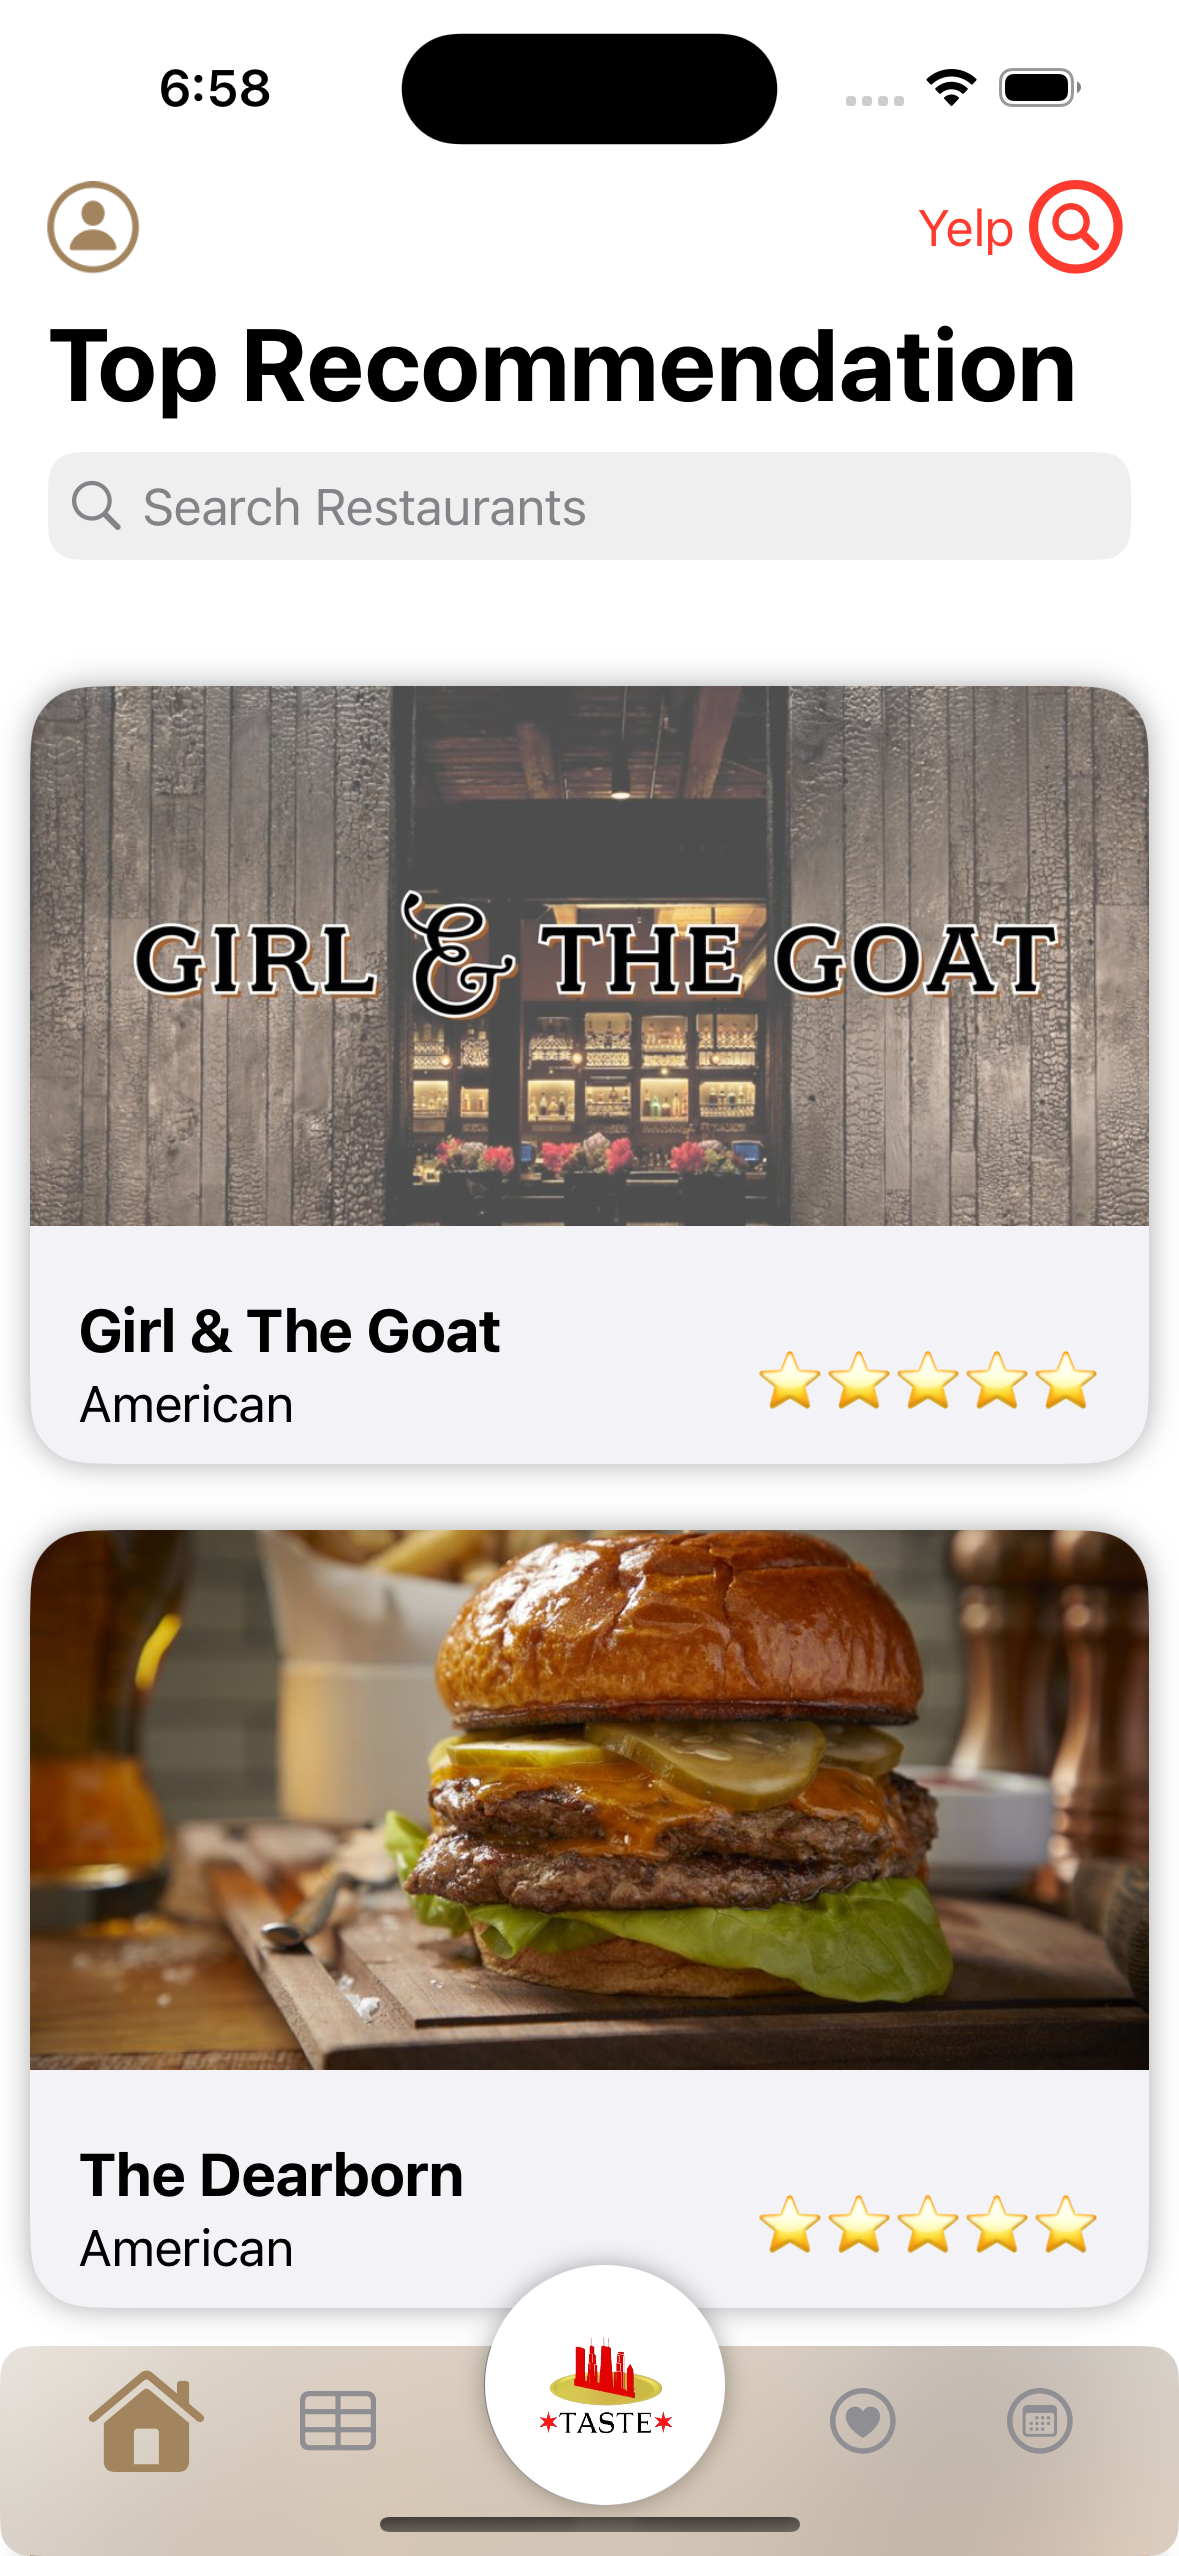 6:58
Yelp
Top Recommendation
Search Restaurants
GIRL & THE GOAT
Girl & The Goat
American
The Dearborn
American
*TASTE*